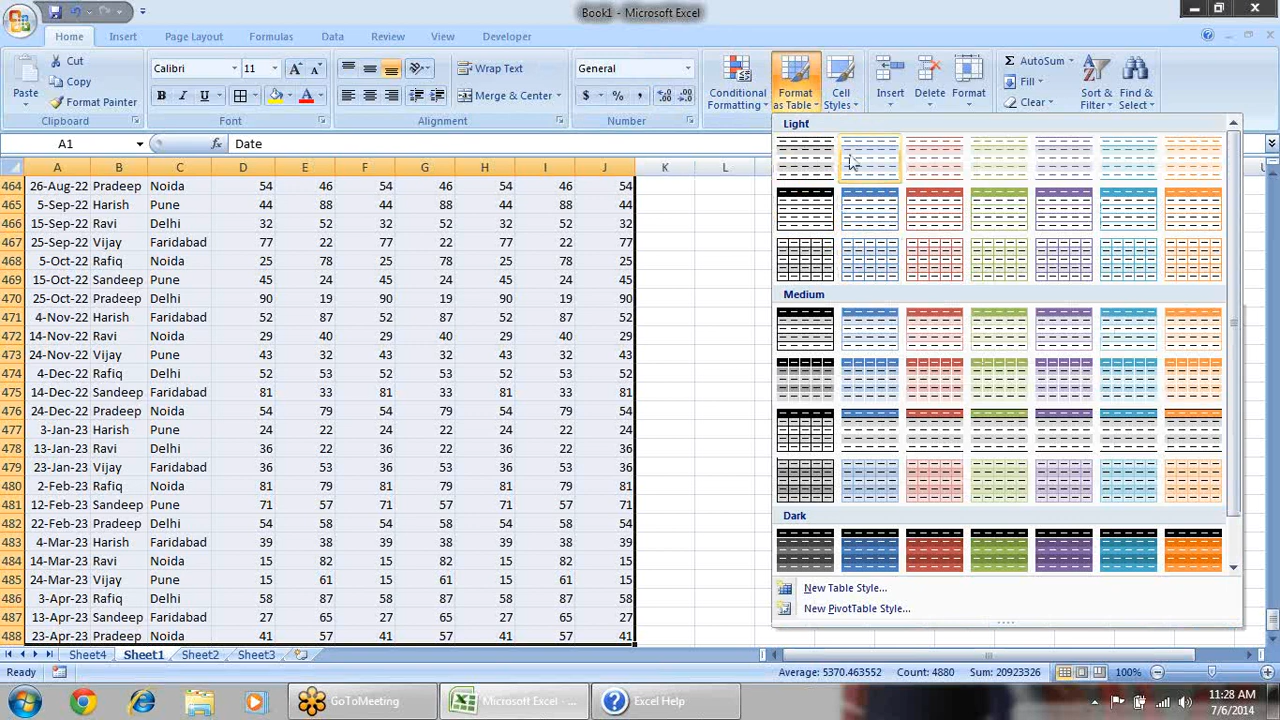 Book1 - Microsoft Excel
Home Insert Page Layout Formulas Data Review View Developer
Paste Cut Copy Format Painter Clipboard
Calibri 11 B I U A A A Font
Wrap Text Merge & Center Alignment
General $ % , Number
Conditional Formatting Format as Table Cell Styles
Insert Delete Format
AutoSum Fill Clear Sort & Filter Find & Select
A1 fx Date
A B C D E F G H I J K L
464 26-Aug-22 Pradeep Noida 54 46 54 46 54 46 54
465 5-Sep-22 Harish Pune 44 88 44 88 44 88 44
466 15-Sep-22 Ravi Delhi 32 52 32 52 32 52 32
467 25-Sep-22 Vijay Faridabad 77 22 77 22 77 22 77
468 5-Oct-22 Rafiq Noida 25 78 25 78 25 78 25
469 15-Oct-22 Sandeep Pune 45 24 45 24 45 24 45
470 25-Oct-22 Pradeep Delhi 90 19 90 19 90 19 90
471 4-Nov-22 Harish Faridabad 52 87 52 87 52 87 52
472 14-Nov-22 Ravi Noida 29 40 29 40 29 40 29
473 24-Nov-22 Vijay Pune 43 32 43 32 43 32 43
474 4-Dec-22 Rafiq Delhi 52 53 52 53 52 53 52
475 14-Dec-22 Sandeep Faridabad 81 33 81 33 81 33 81
476 24-Dec-22 Pradeep Noida 54 79 54 79 54 79 54
477 3-Jan-23 Harish Pune 24 22 24 22 24 22 24
478 13-Jan-23 Ravi Delhi 36 22 36 22 36 22 36
479 23-Jan-23 Vijay Faridabad 36 53 36 53 36 53 36
480 2-Feb-23 Rafiq Noida 81 79 81 79 81 79 81
481 12-Feb-23 Sandeep Pune 71 57 71 57 71 57 71
482 22-Feb-23 Pradeep Delhi 54 58 54 58 54 58 54
483 4-Mar-23 Harish Faridabad 39 38 39 38 39 38 39
484 14-Mar-23 Ravi Noida 15 82 15 82 15 82 15
485 24-Mar-23 Vijay Pune 15 61 15 61 15 61 15
486 3-Apr-23 Rafiq Delhi 58 87 58 87 58 87 58
487 13-Apr-23 Sandeep Faridabad 27 65 27 65 27 65 27
488 23-Apr-23 Pradeep Noida 41 57 41 57 41 57 41
Light
Medium
Dark
New Table Style...
New PivotTable Style...
Sheet4 Sheet1 Sheet2 Sheet3
Ready Average: 5370.463552 Count: 4880 Sum: 20923326 100%
GoToMeeting Microsoft Excel - ... Excel Help
11:28 AM
7/6/2014